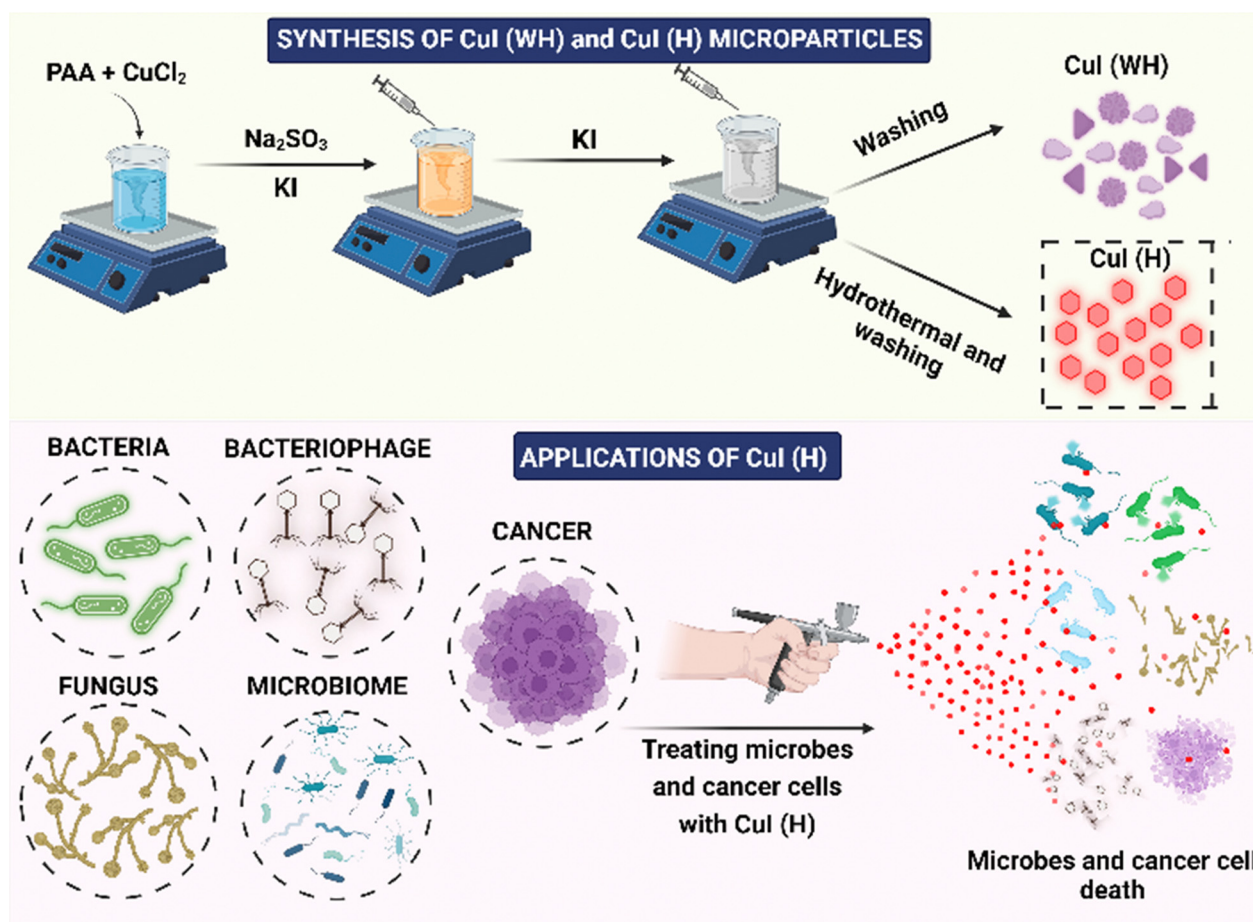 SYNTHESIS OF CuI (WH) and CuI (H) MICROPARTICLES
PAA + CuCl₂
Na₂SO₃
KI
KI
Washing
CuI (WH)
Hydrothermal and
washing
CuI (H)
APPLICATIONS OF CuI (H)
BACTERIA
BACTERIOPHAGE
CANCER
FUNGUS
MICROBIOME
Treating microbes
and cancer cells
with CuI (H)
Microbes and cancer cell
death